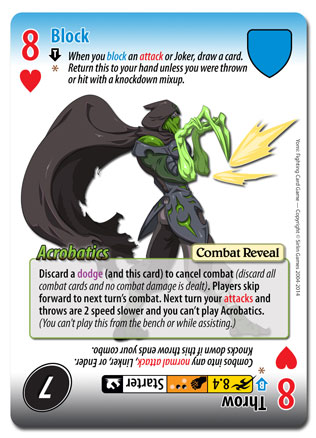 8
Block
When you block an attack or Joker, draw a card.
* Return this to your hand unless you were thrown
or hit with a knockdown mixup.
Yomi Fighting Card Game — Copyright © Sirlin Games 2004-2014
Acrobatics
Combat Reveal
Discard a dodge (and this card) to cancel combat (discard all
combat cards and no combat damage is dealt). Players skip
forward to next turn's combat. Next turn your attacks and
throws are 2 speed slower and you can't play Acrobatics.
(You can't play this from the bench or while assisting.)
8
Throw
*
8.4
Starter
7
Combos into any normal attack, Linker, or Ender.
Knocks down if this throw ends your combo.